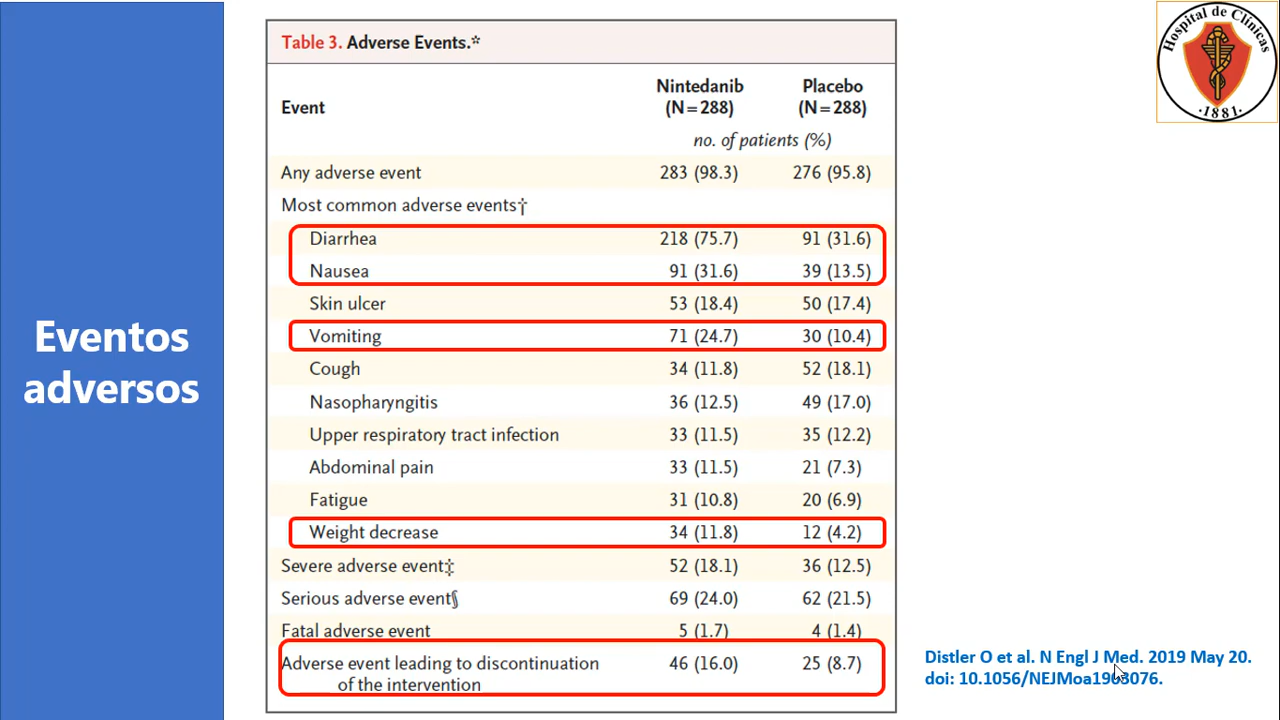 Eventos
adversos
Table 3. Adverse Events.*
Event Nintedanib (N=288) Placebo (N=288)
no. of patients (%)
Any adverse event 283 (98.3) 276 (95.8)
Most common adverse events†
Diarrhea 218 (75.7) 91 (31.6)
Nausea 91 (31.6) 39 (13.5)
Skin ulcer 53 (18.4) 50 (17.4)
Vomiting 71 (24.7) 30 (10.4)
Cough 34 (11.8) 52 (18.1)
Nasopharyngitis 36 (12.5) 49 (17.0)
Upper respiratory tract infection 33 (11.5) 35 (12.2)
Abdominal pain 33 (11.5) 21 (7.3)
Fatigue 31 (10.8) 20 (6.9)
Weight decrease 34 (11.8) 12 (4.2)
Severe adverse event‡ 52 (18.1) 36 (12.5)
Serious adverse event§ 69 (24.0) 62 (21.5)
Fatal adverse event 5 (1.7) 4 (1.4)
Adverse event leading to discontinuation 46 (16.0) 25 (8.7)
of the intervention
Hospital de Clínicas
·1881·
Distler O et al. N Engl J Med. 2019 May 20.
doi: 10.1056/NEJMoa1903076.